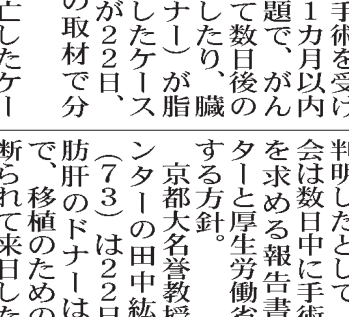 手術を受け
１カ月以内
題で、がん
て数日後の
したり、臓
ナー）が脂
したケース
が２２日、
の取材で分
亡したケー
判明したとして
会は数日中に手術
を求める報告書
ターと厚生労働省
する方針。
京都大名誉教授
ンターの田中紘
（７３）は２２日
肪肝のドナーは
で、移植のための
断られて来日した